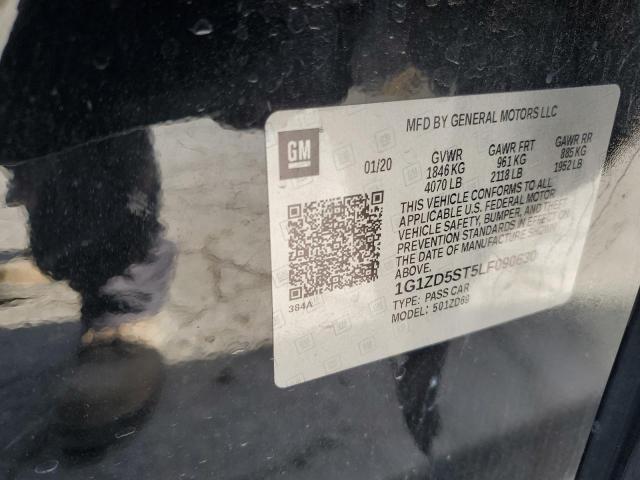 MFD BY GENERAL MOTORS LLC
GM
01/20
GVWR
1846 KG
4070 LB
GAWR FRT
961 KG
2118 LB
GAWR RR
885 KG
1952 LB
THIS VEHICLE CONFORMS TO ALL
APPLICABLE U.S. FEDERAL MOTOR
VEHICLE SAFETY, BUMPER, AND THEFT
PREVENTION STANDARDS IN EFFECT ON
THE DATE OF MANUFACTURE SHOWN
ABOVE.
1G1ZD5ST5LF090630
TYPE: PASS CAR
MODEL: 501ZD69
384A